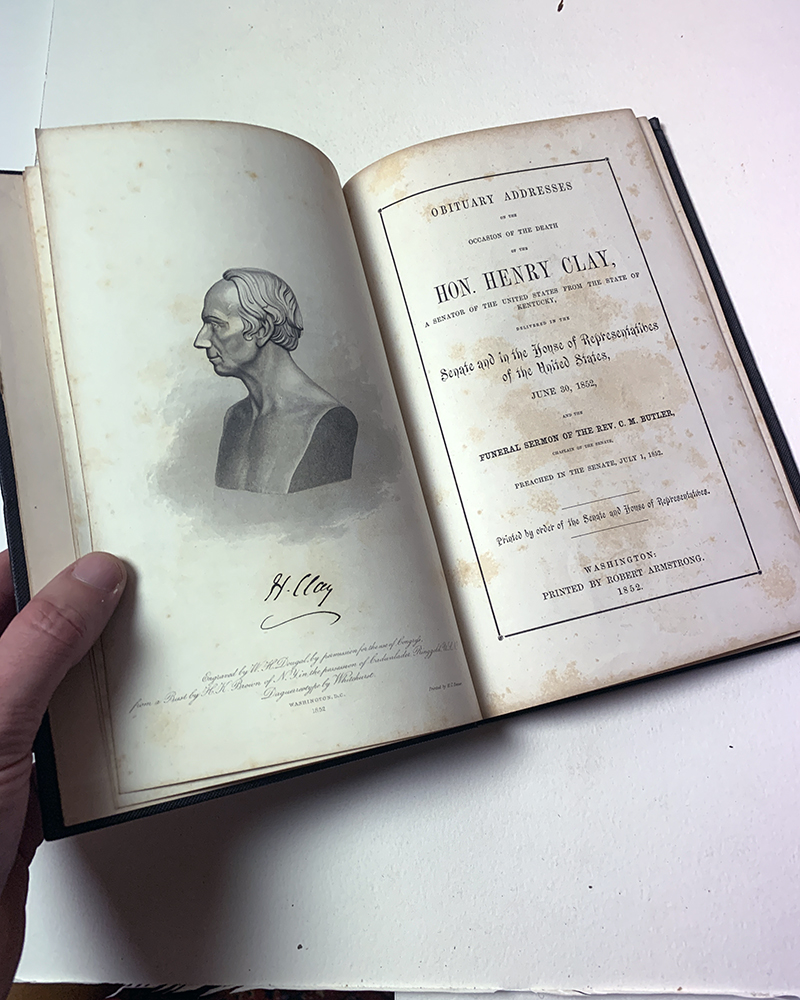 H. Clay
Engraved by W. H. Dougal, by permission for the use of Congress,
from a Bust by H. K. Brown of N. Y. in the possession of Cadwalader Ringgold U.S.N.
Daguerreotype by Whitehurst.
WASHINGTON, D.C.
1852
Printed by
OBITUARY ADDRESSES
ON THE
OCCASION OF THE DEATH
OF THE
HON. HENRY CLAY,
A SENATOR OF THE UNITED STATES FROM THE STATE OF
KENTUCKY,
DELIVERED IN THE
Senate and in the House of Representatives
of the United States,
JUNE 30, 1852,
AND THE
FUNERAL SERMON OF THE REV. C. M. BUTLER,
CHAPLAIN OF THE SENATE,
PREACHED IN THE SENATE, JULY 1, 1852.
Printed by order of the Senate and House of Representatives.
WASHINGTON:
PRINTED BY ROBERT ARMSTRONG.
1852.